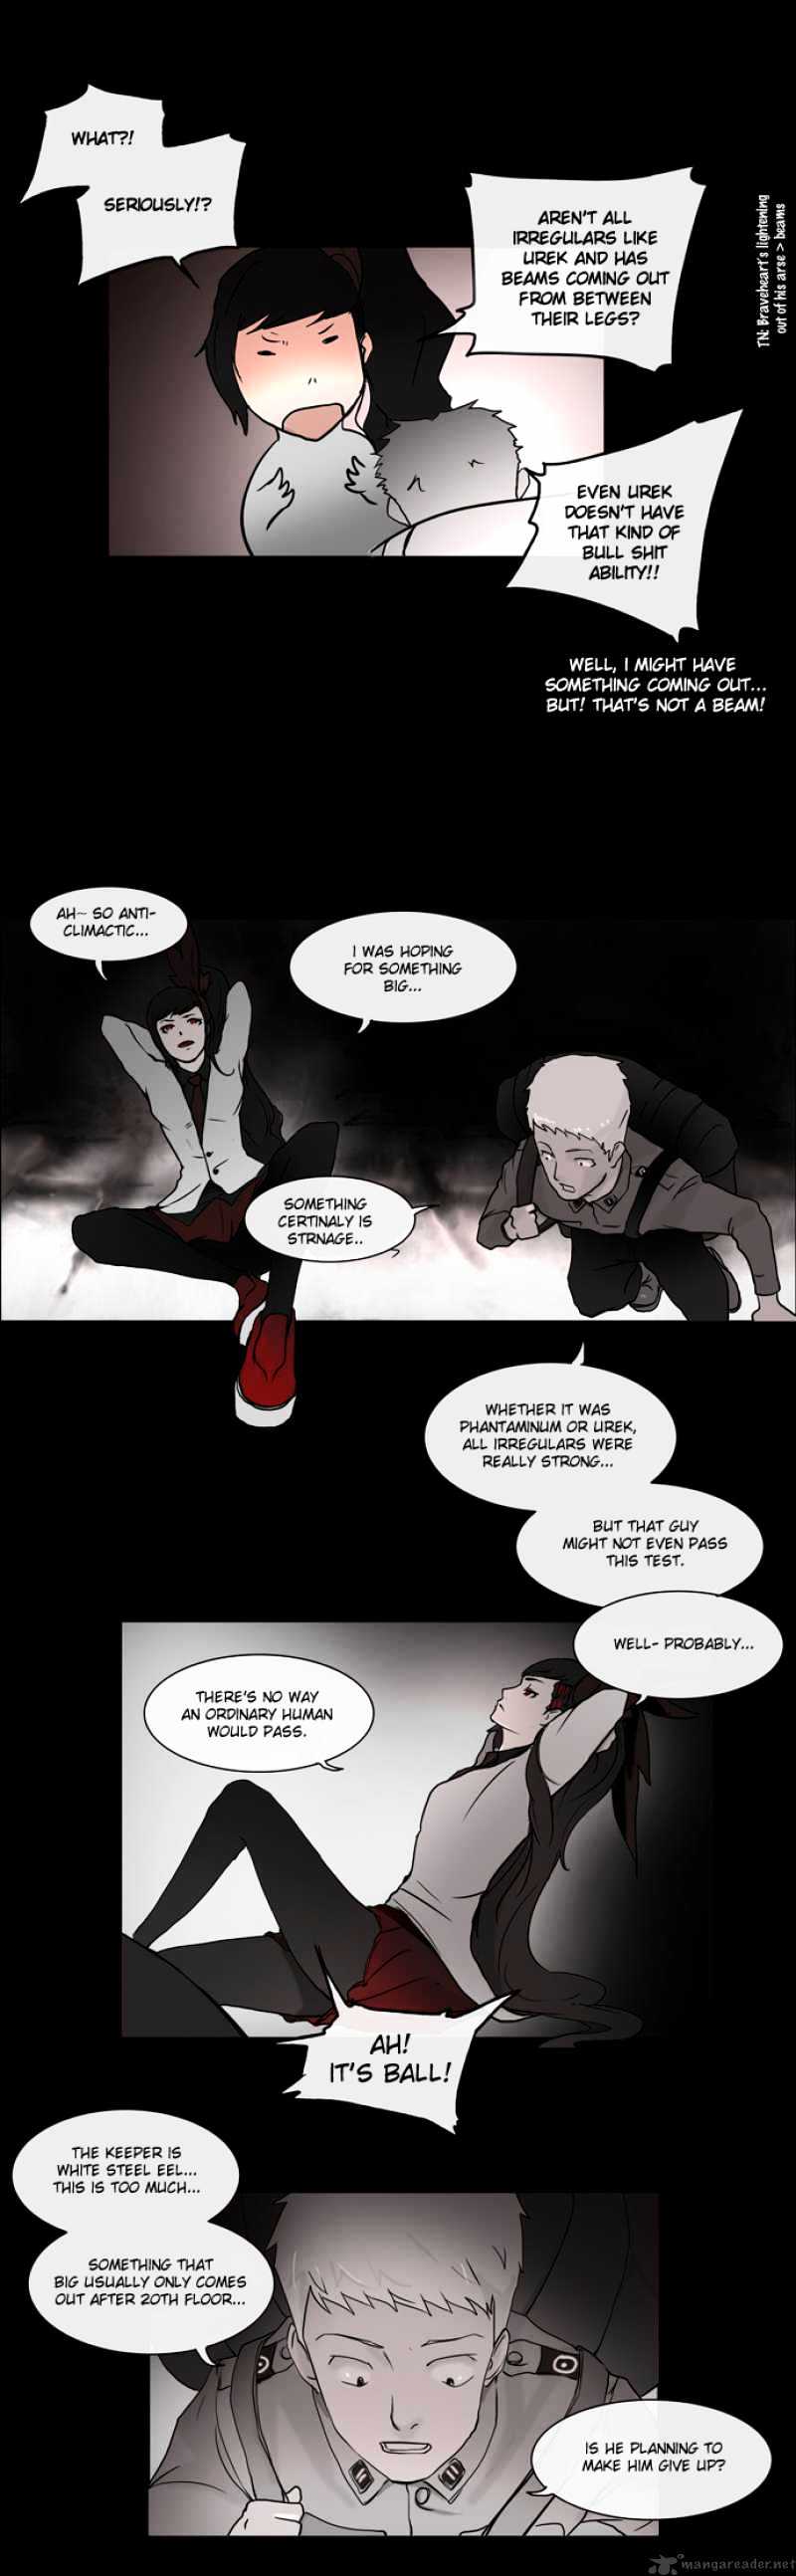 WHAT?!
SERIOUSLY!?
AREN'T ALL
IRREGULARS LIKE
UREK AND HAS
BEAMS COMING OUT
FROM BETWEEN
THEIR LEGS?
TN: Braveheart's lightening
out of his arse > beams
EVEN UREK
DOESN'T HAVE
THAT KIND OF
BULL SHIT
ABILITY!!
WELL, I MIGHT HAVE
SOMETHING COMING OUT...
BUT! THAT'S NOT A BEAM!
AH~ SO ANTI-
CLIMACTIC...
I WAS HOPING
FOR SOMETHING
BIG...
SOMETHING
CERTINALY IS
STRNAGE..
WHETHER IT WAS
PHANTAMINUM OR UREK,
ALL IRREGULARS WERE
REALLY STRONG...
BUT THAT GUY
MIGHT NOT EVEN PASS
THIS TEST.
WELL- PROBABLY...
THERE'S NO WAY
AN ORDINARY HUMAN
WOULD PASS.
AH!
IT'S BALL!
THE KEEPER IS
WHITE STEEL EEL...
THIS IS TOO MUCH...
SOMETHING THAT
BIG USUALLY ONLY COMES
OUT AFTER 20TH FLOOR...
IS HE PLANNING TO
MAKE HIM GIVE UP?
mangareader.net